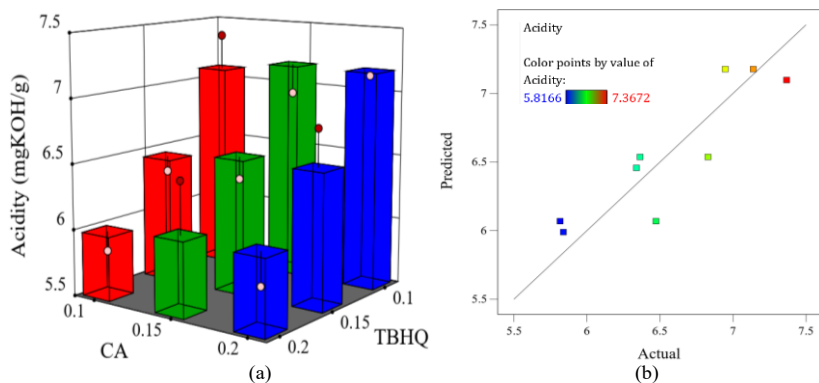 7.5
7
6.5
6
5.5
Acidity (mgKOH/g)
0.1
0.15
0.2
CA
0.2
0.15
0.1
TBHQ
(a)
Acidity
Color points by value of
Acidity:
5.8166 7.3672
7.5
7
6.5
6
5.5
Predicted
5.5 6 6.5 7 7.5
Actual
(b)